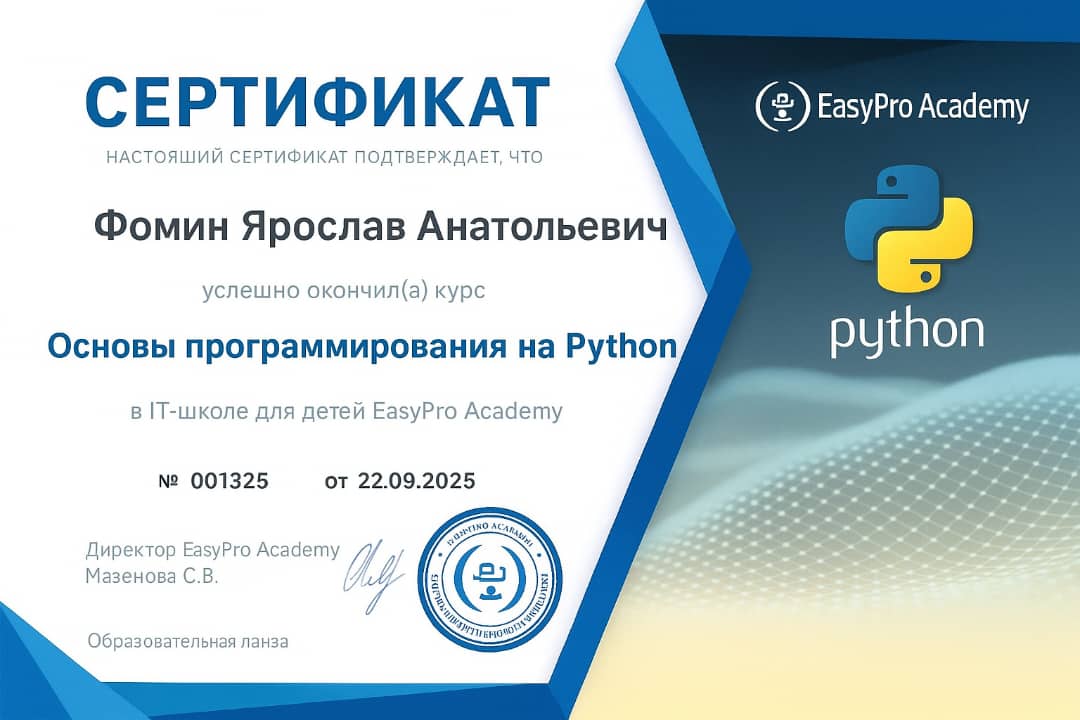 СЕРТИФИКАТ
НАСТОЯШИЙ СЕРТИФИКАТ ПОДТВЕРЖДАЕТ, ЧТО
Фомин Ярослав Анатольевич
услешно окончил(а) курс
Основы программирования на Python
в IT-школе для детей EasyPro Academy
№ 001325 от 22.09.2025
Директор EasyPro Academy
Мазенова С.В.
Образовательная ланза
EasyPro Academy
python